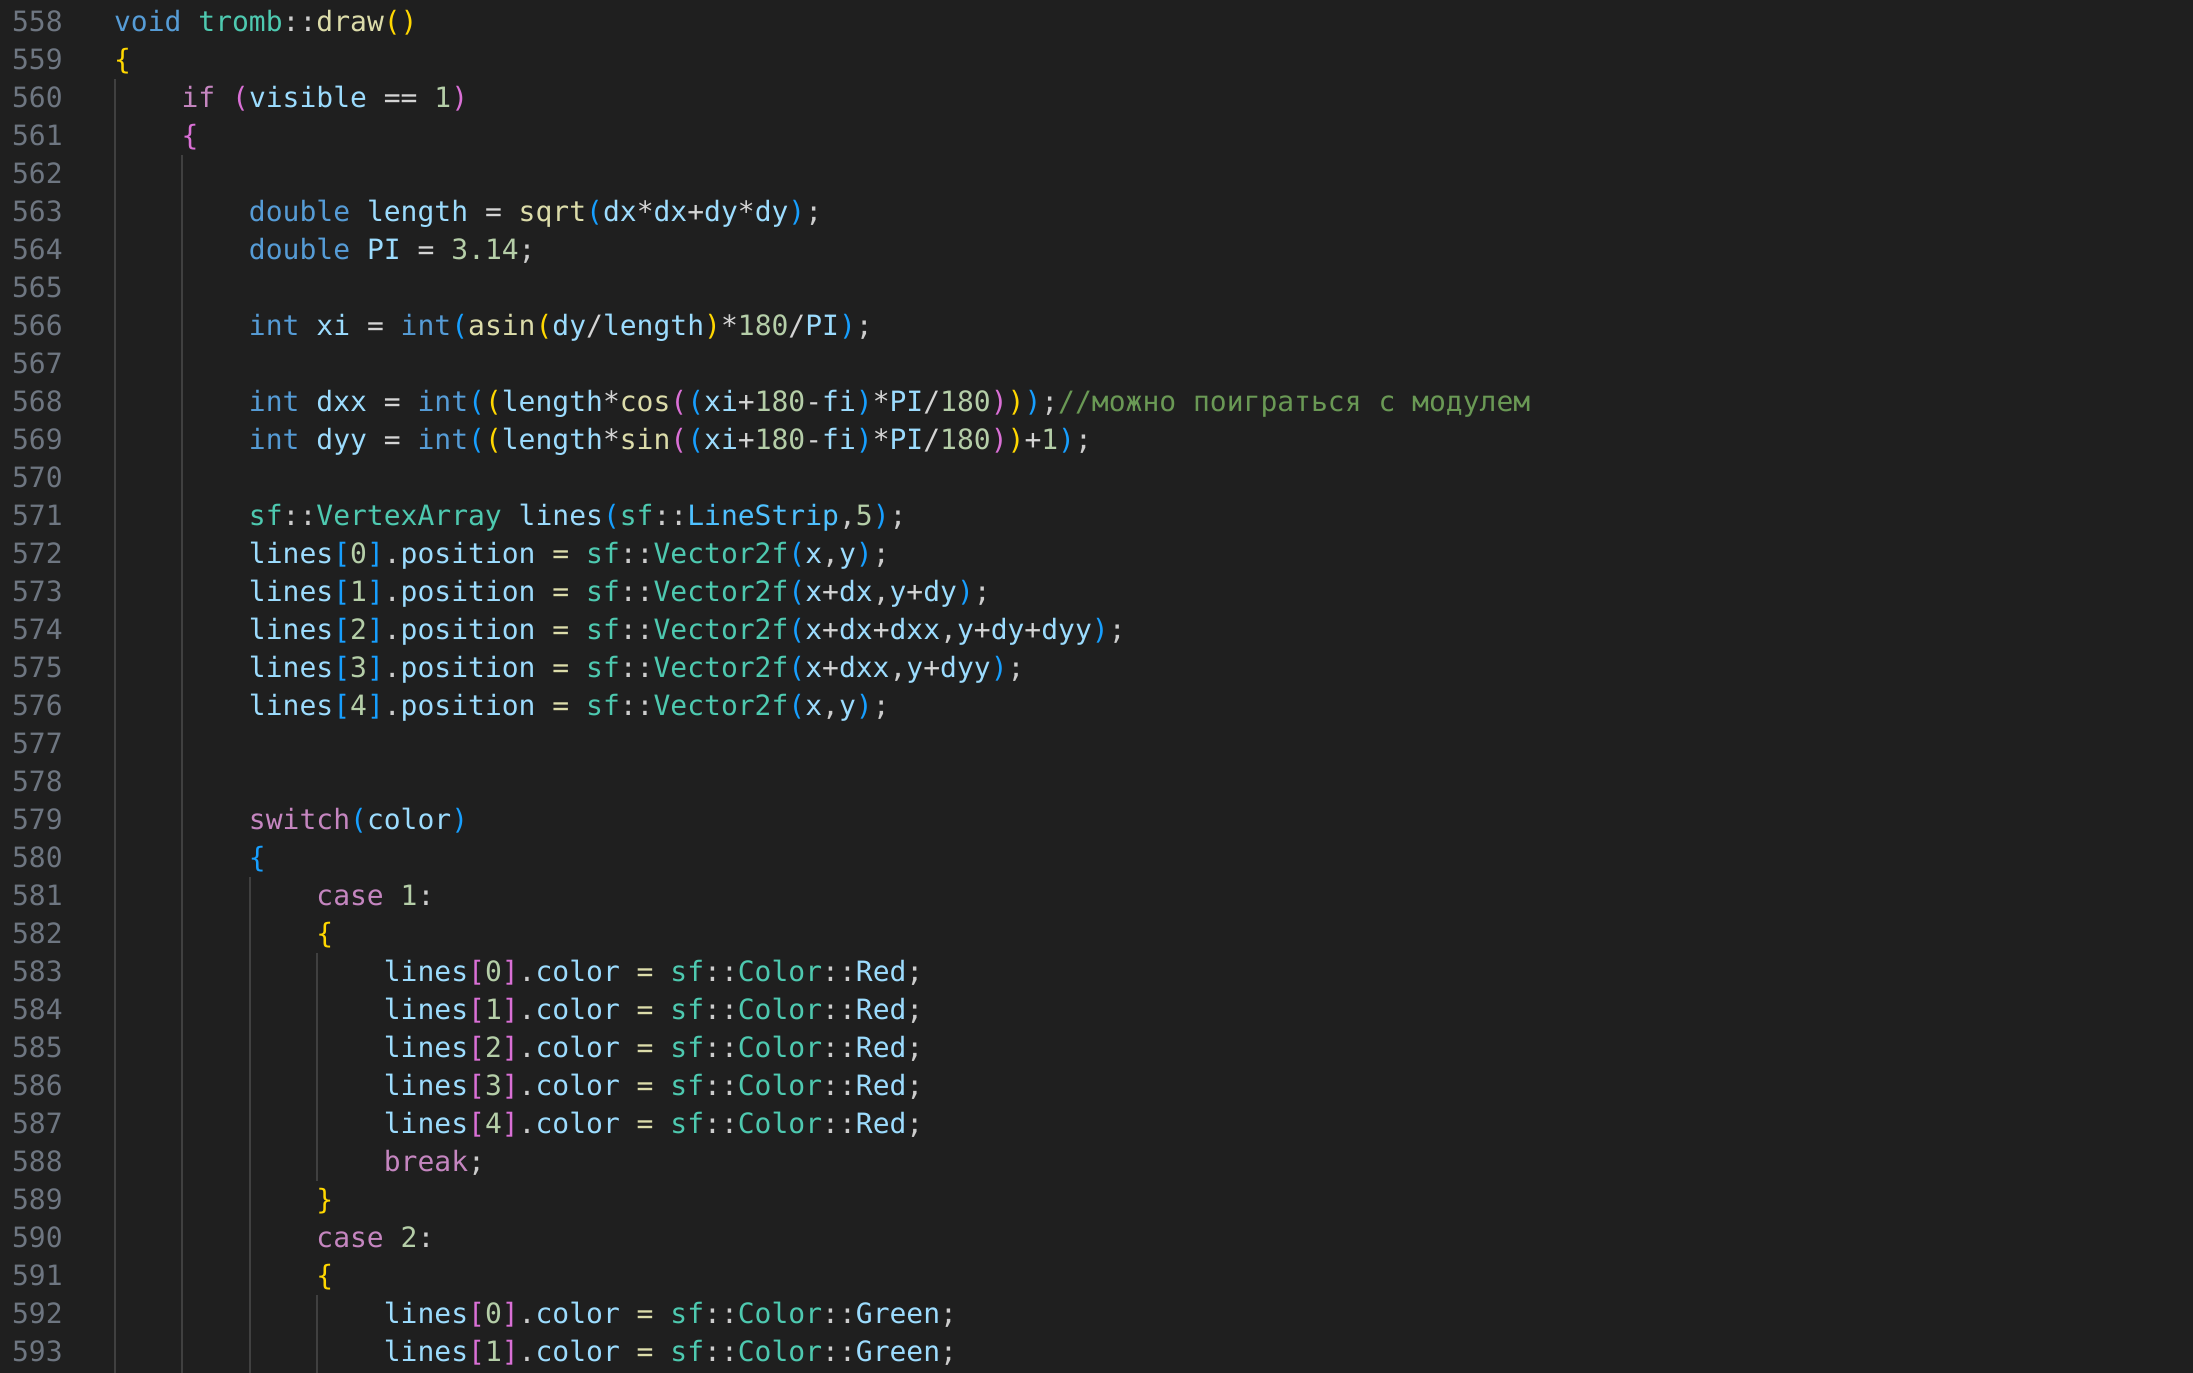 558 void tromb::draw()
559 {
560 if (visible == 1)
561 {
562
563 double length = sqrt(dx*dx+dy*dy);
564 double PI = 3.14;
565
566 int xi = int(asin(dy/length)*180/PI);
567
568 int dxx = int((length*cos((xi+180-fi)*PI/180)));//можно поиграться с модулем
569 int dyy = int((length*sin((xi+180-fi)*PI/180))+1);
570
571 sf::VertexArray lines(sf::LineStrip,5);
572 lines[0].position = sf::Vector2f(x,y);
573 lines[1].position = sf::Vector2f(x+dx,y+dy);
574 lines[2].position = sf::Vector2f(x+dx+dxx,y+dy+dyy);
575 lines[3].position = sf::Vector2f(x+dxx,y+dyy);
576 lines[4].position = sf::Vector2f(x,y);
577
578
579 switch(color)
580 {
581 case 1:
582 {
583 lines[0].color = sf::Color::Red;
584 lines[1].color = sf::Color::Red;
585 lines[2].color = sf::Color::Red;
586 lines[3].color = sf::Color::Red;
587 lines[4].color = sf::Color::Red;
588 break;
589 }
590 case 2:
591 {
592 lines[0].color = sf::Color::Green;
593 lines[1].color = sf::Color::Green;